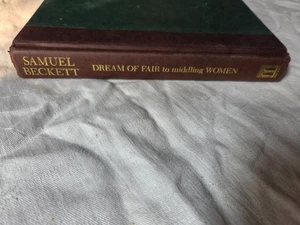 SAMUEL
BECKETT
DREAM OF FAIR to middling WOMEN